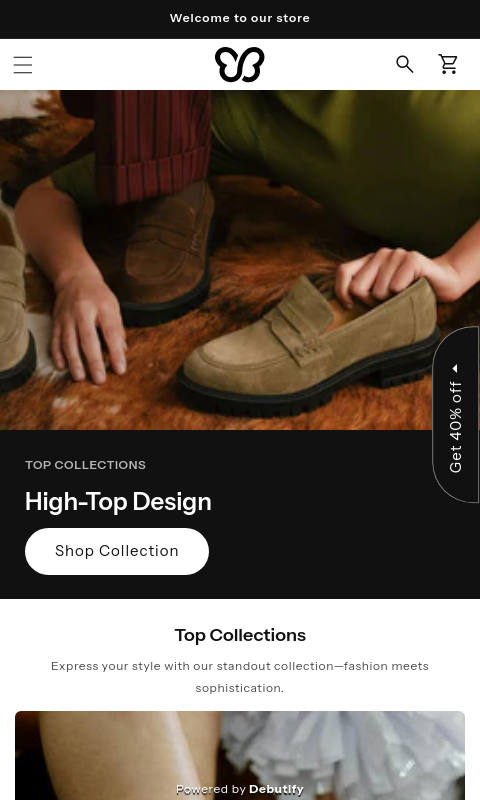 Welcome to our store
Get 40% off
TOP COLLECTIONS
High-Top Design
Shop Collection
Top Collections
Express your style with our standout collection—fashion meets
sophistication.
Powered by Debutify